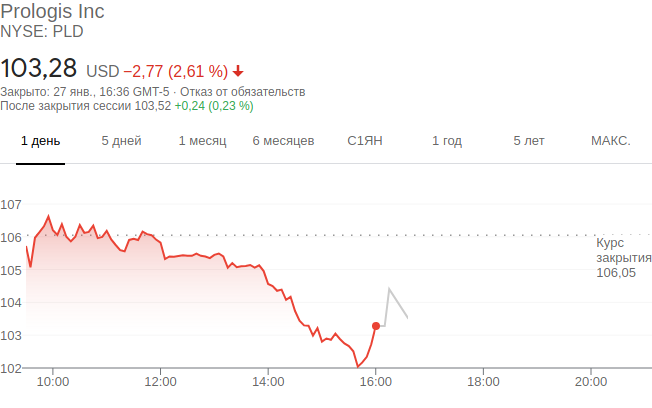 Prologis Inc
NYSE: PLD
103,28 USD −2,77 (2,61 %) 🡇
Закрыто: 27 янв., 16:36 GMT-5 · Отказ от обязательств
После закрытия сессии 103,52 +0,24 (0,23 %)
1 день 5 дней 1 месяц 6 месяцев С1ЯН 1 год 5 лет МАКС.
107
106
105
104
103
102
Курс
закрытия
106,05
10:00 12:00 14:00 16:00 18:00 20:00